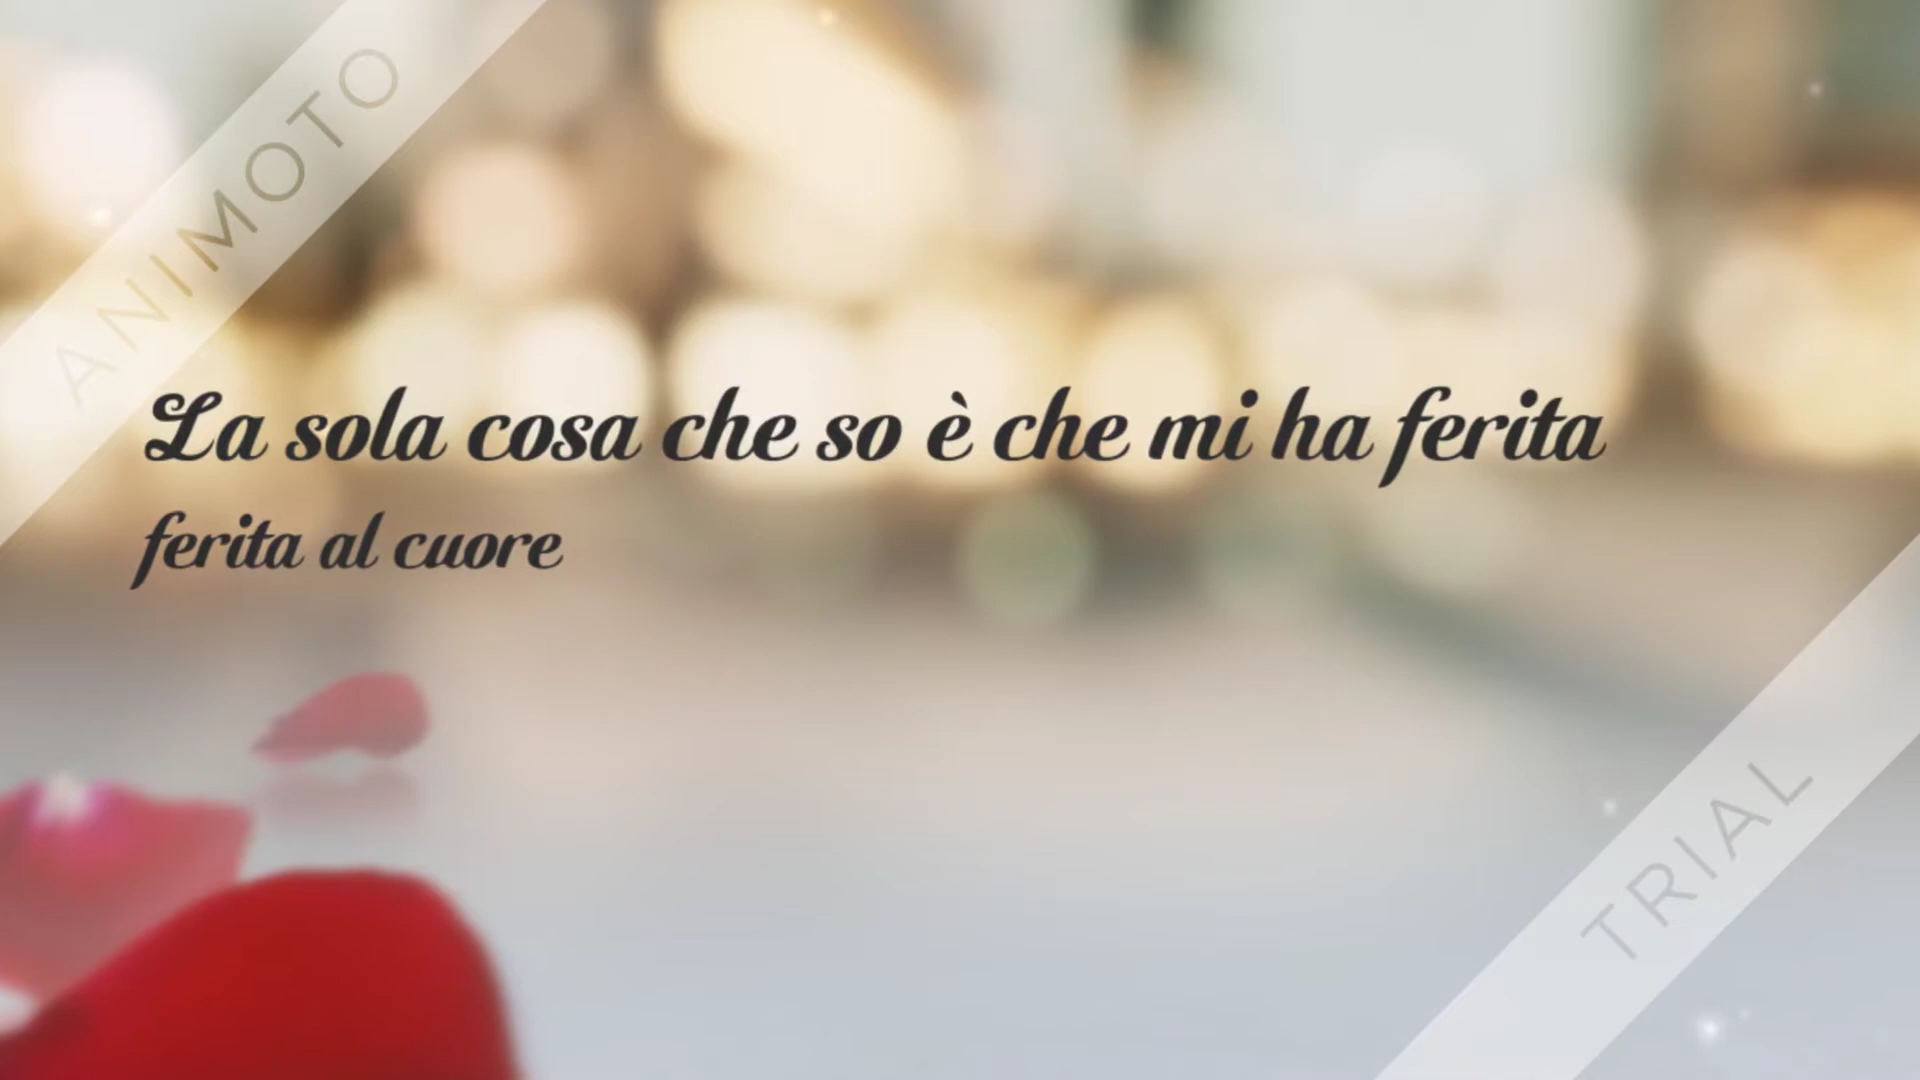 ANIMOTO
La sola cosa che so è che mi ha ferita
ferita al cuore
TRIAL